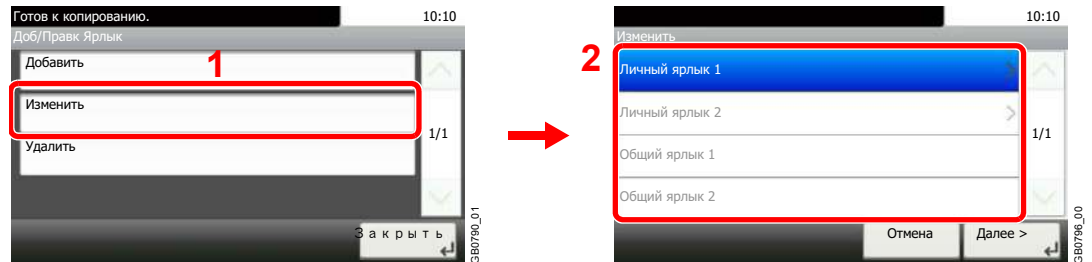 Готов к копированию.
10:10
Доб/Правк Ярлык
Добавить
1
Изменить
1/1
Удалить
Закрыть
GB0790_01
10:10
Изменить
2
Личный ярлык 1
Личный ярлык 2
1/1
Общий ярлык 1
Общий ярлык 2
Отмена
Далее >
GB0796_00